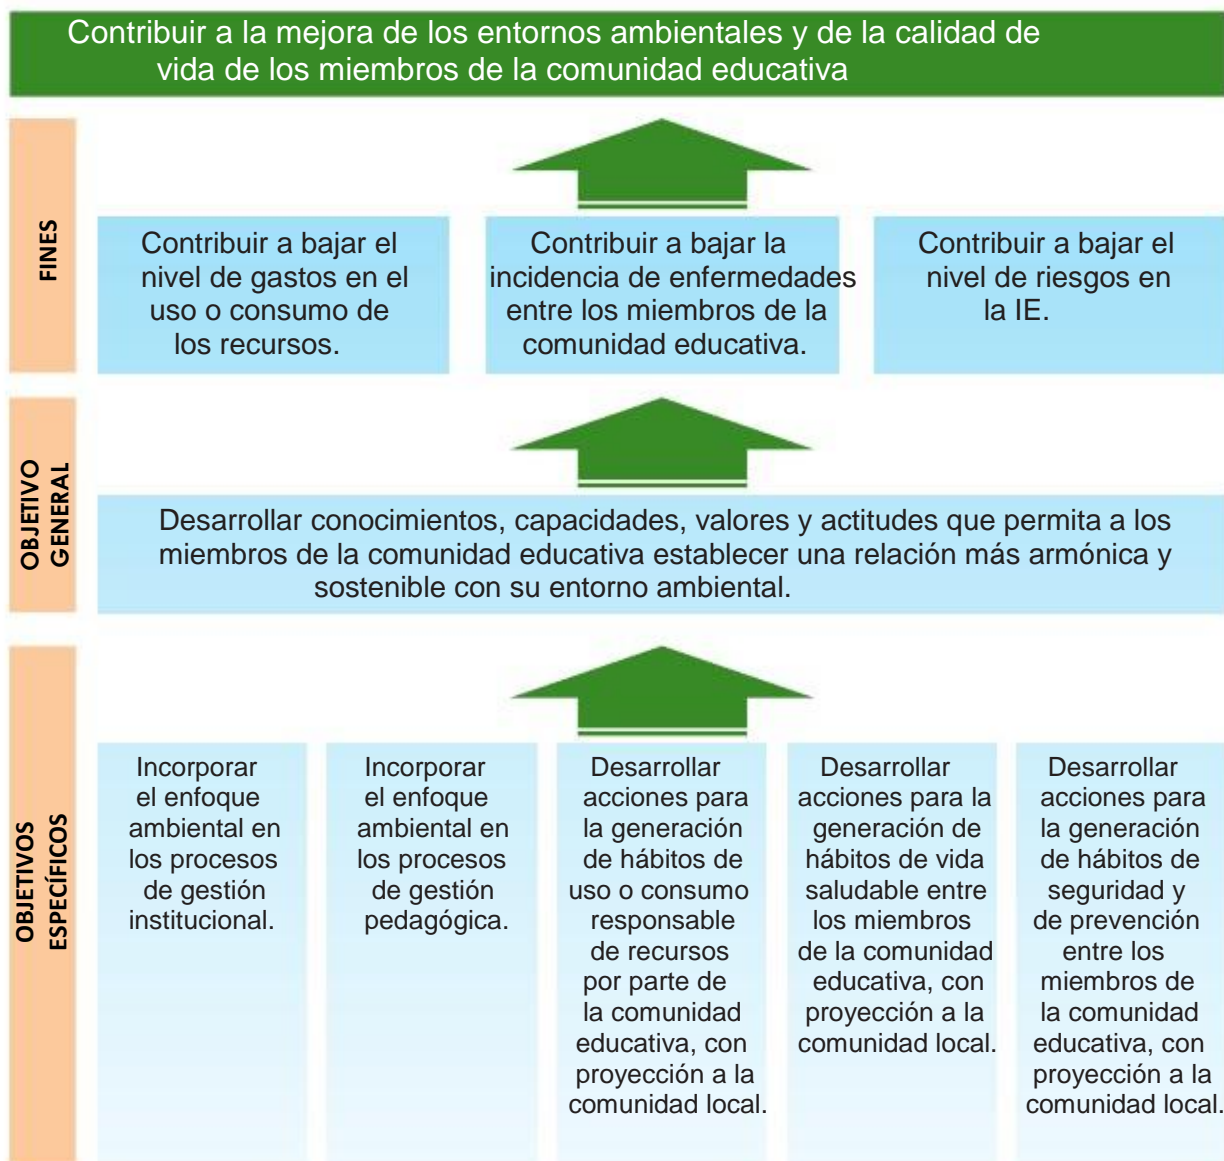 Contribuir a la mejora de los entornos ambientales y de la calidad de
vida de los miembros de la comunidad educativa
FINES
Contribuir a bajar el
nivel de gastos en el
uso o consumo de
los recursos.
Contribuir a bajar la
incidencia de enfermedades
entre los miembros de la
comunidad educativa.
Contribuir a bajar el
nivel de riesgos en
la IE.
OBJETIVO
GENERAL
Desarrollar conocimientos, capacidades, valores y actitudes que permita a los
miembros de la comunidad educativa establecer una relación más armónica y
sostenible con su entorno ambiental.
OBJETIVOS
ESPECÍFICOS
Incorporar
el enfoque
ambiental en
los procesos
de gestión
institucional.
Incorporar
el enfoque
ambiental en
los procesos
de gestión
pedagógica.
Desarrollar
acciones para
la generación
de hábitos de
uso o consumo
responsable
de recursos
por parte de
la comunidad
educativa, con
proyección a la
comunidad local.
Desarrollar
acciones para la
generación de
hábitos de vida
saludable entre
los miembros
de la comunidad
educativa, con
proyección a la
comunidad local.
Desarrollar
acciones para
la generación
de hábitos de
seguridad y
de prevención
entre los
miembros de
la comunidad
educativa, con
proyección a la
comunidad local.